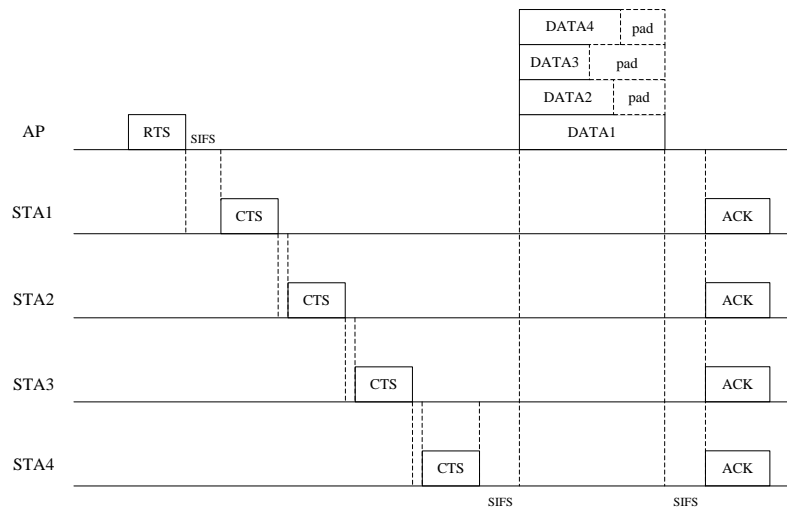 DATA4 pad
DATA3 pad
DATA2 pad
AP RTS SIFS DATA1
STA1 CTS ACK
STA2 CTS ACK
STA3 CTS ACK
STA4 CTS ACK
SIFS SIFS